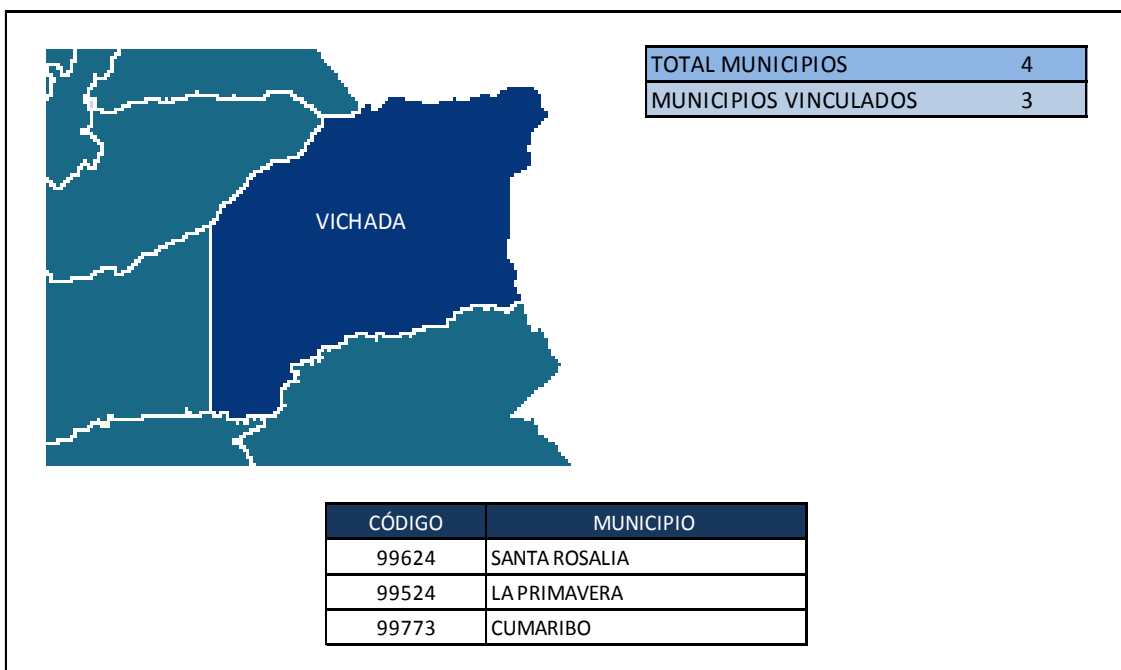 TOTAL MUNICIPIOS 4
MUNICIPIOS VINCULADOS 3
VICHADA
CÓDIGO MUNICIPIO
99624 SANTA ROSALIA
99524 LA PRIMAVERA
99773 CUMARIBO